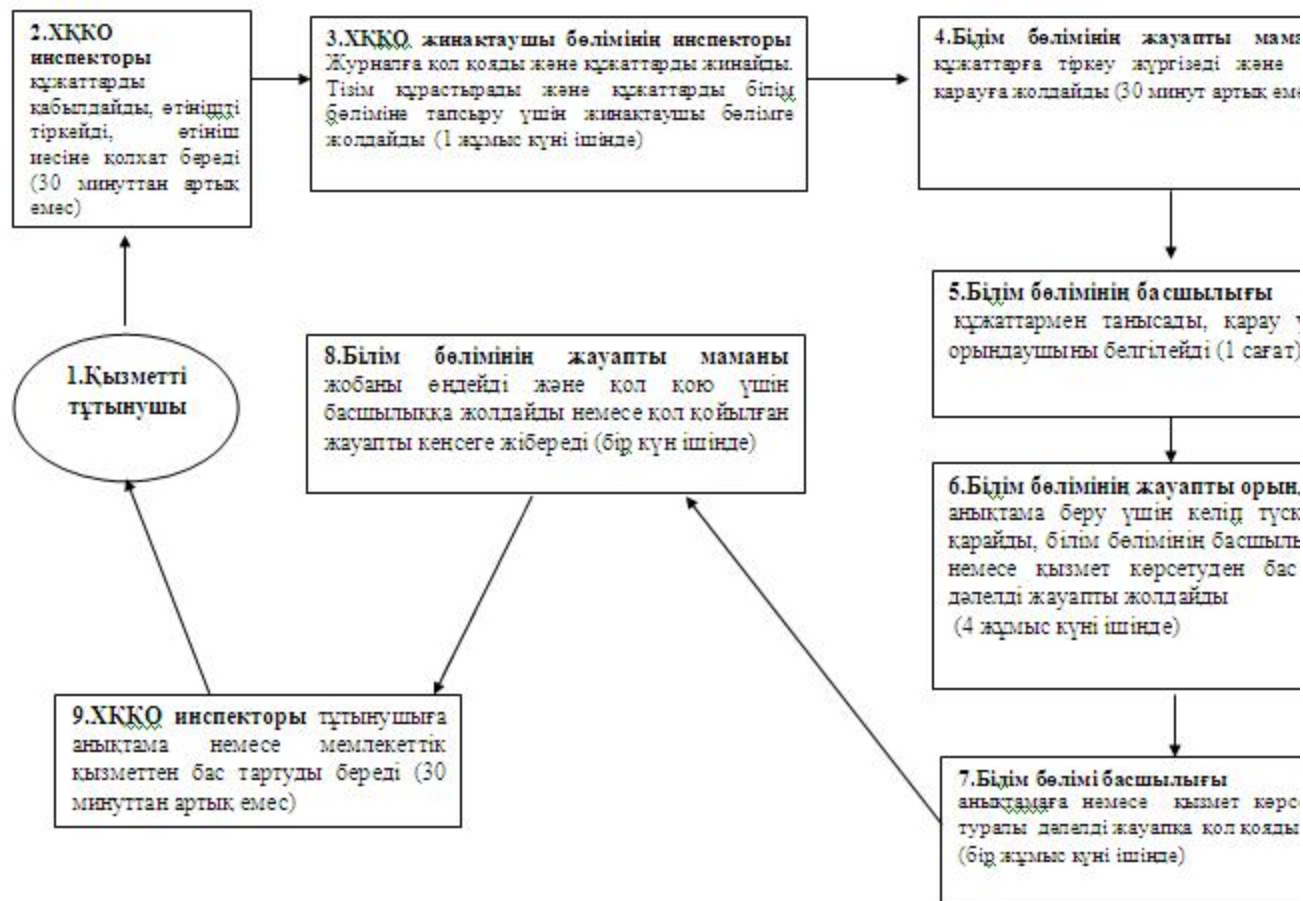 2.ХҚКО
инспекторы
құжаттарды
қабылдайды, өтінішті
тіркейді, өтініш
иесіне қолхат береді
(30 минуттан артық
емес)
3.ХҚКО жинақтаушы бөлімінің инспекторы
Журналға қол қояды және құжаттарды жинайды.
Тізім құрастырады және құжаттарды білім
бөліміне тапсыру үшін жинақтаушы бөлімге
жолдайды (1 жұмыс күні ішінде)
4.Білім бөлімінің жауапты мама
құжаттарға тіркеу жүргізеді және
қарауға жолдайды (30 минут артық еме
5.Білім бөлімінің басшылығы
құжаттармен танысады, қарау ү
орындаушыны белгілейді (1 сағат)
6.Білім бөлімінің жауапты орын
анықтама беру үшін келіп түск
қарайды, білім бөлімінің басшылы
немесе қызмет көрсетуден бас
дәлелді жауапты жолдайды
(4 жұмыс күні ішінде)
7.Білім бөлімі басшылығы
анықтамаға немесе қызмет көрс
туралы дәлелді жауапқа қол қояды
(бір жұмыс күні ішінде)
8.Білім бөлімінің жауапты маманы
жобаны өңдейді және қол қою үшін
басшылыққа жолдайды немесе қол қойылған
жауапты кеңсеге жібереді (бір күн ішінде)
9.ХҚКО инспекторы тұтынушыға
анықтама немесе мемлекеттік
қызметтен бас тартуды береді (30
минуттан артық емес)
1.Қызметті
тұтынушы